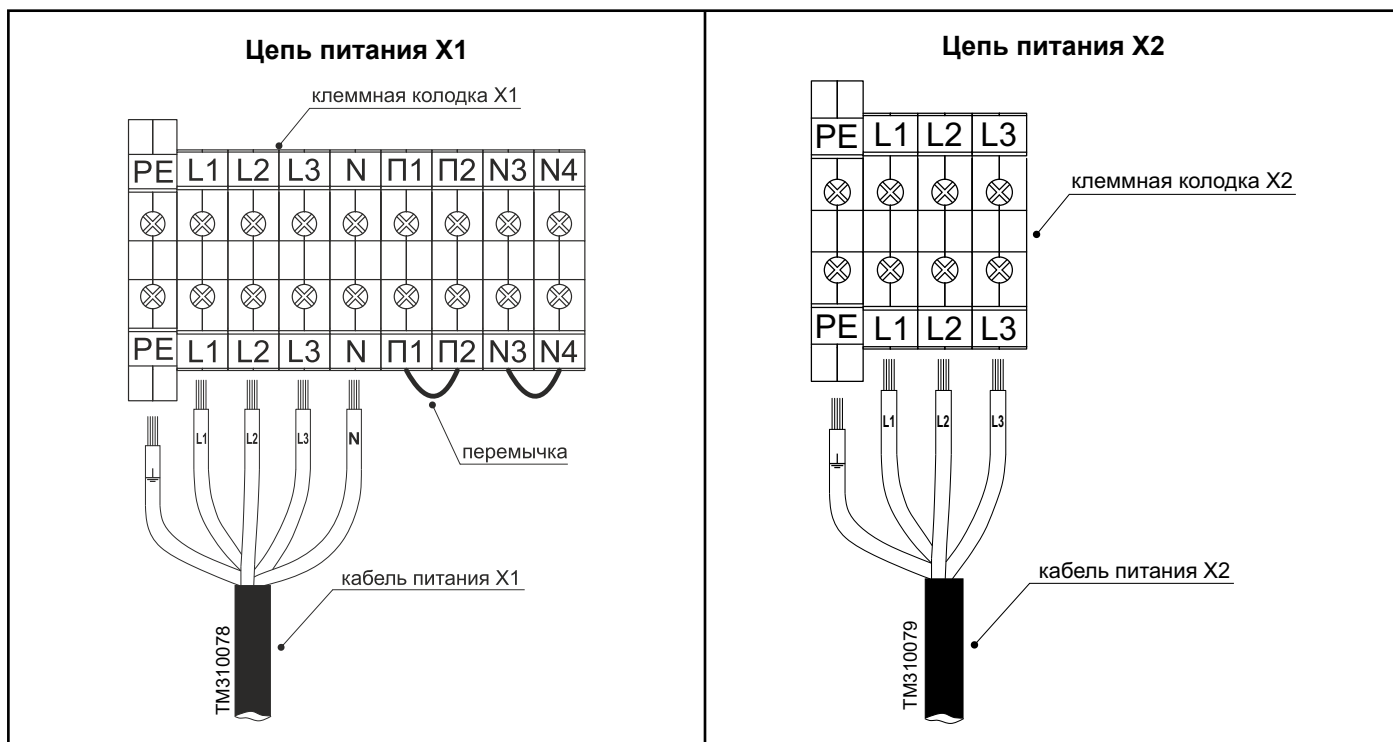 Цепь питания X1
клеммная колодка X1
PE L1 L2 L3 N П1 П2 N3 N4
PE L1 L2 L3 N П1 П2 N3 N4
L1 L2 L3 N
перемычка
кабель питания X1
TM310078
Цепь питания X2
PE L1 L2 L3
клеммная колодка X2
PE L1 L2 L3
L1 L2 L3
кабель питания X2
TM310079